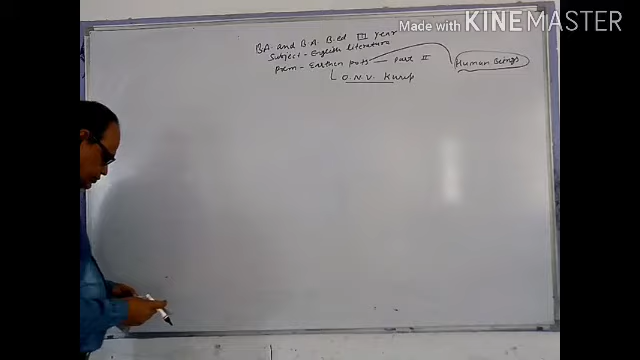 Made with KINEMASTER
B.A. and B.A. B.ed III year
Subject - English literature
Poem - Earthen pots - Part II Human Beings
O.N.V. Kurup